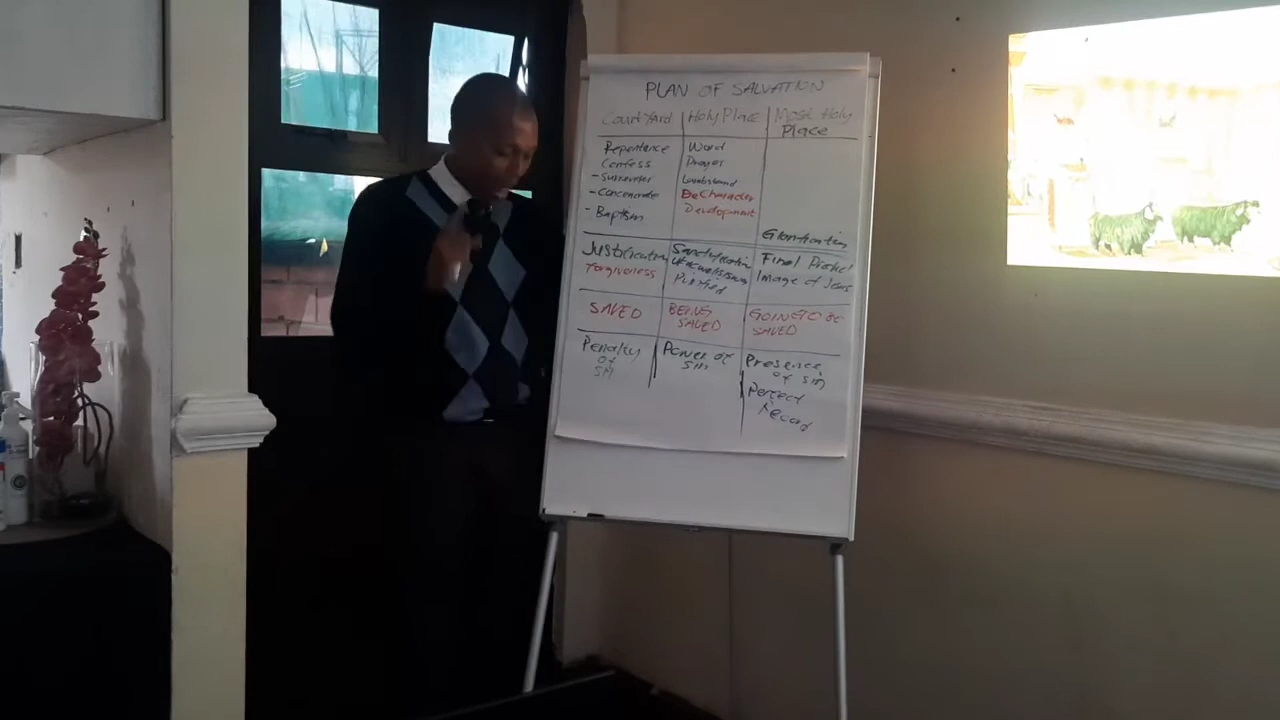 PLAN OF SALVATION
Court Yard
Holy Place
Most Holy
Place
Repentance
Confess
- Surrender
- Concencrate
- Baptism
Word
Prayer
Character
Development
Glorification
Justification
Forgiveness
Sanctification
Purified
Final Picket
Image of Jesus
SAVED
BEING
SAVED
GOING TO BE
SAVED
Penalty
of
SIN
Power of
SIN
Presence
of SIN
Perfect
Record